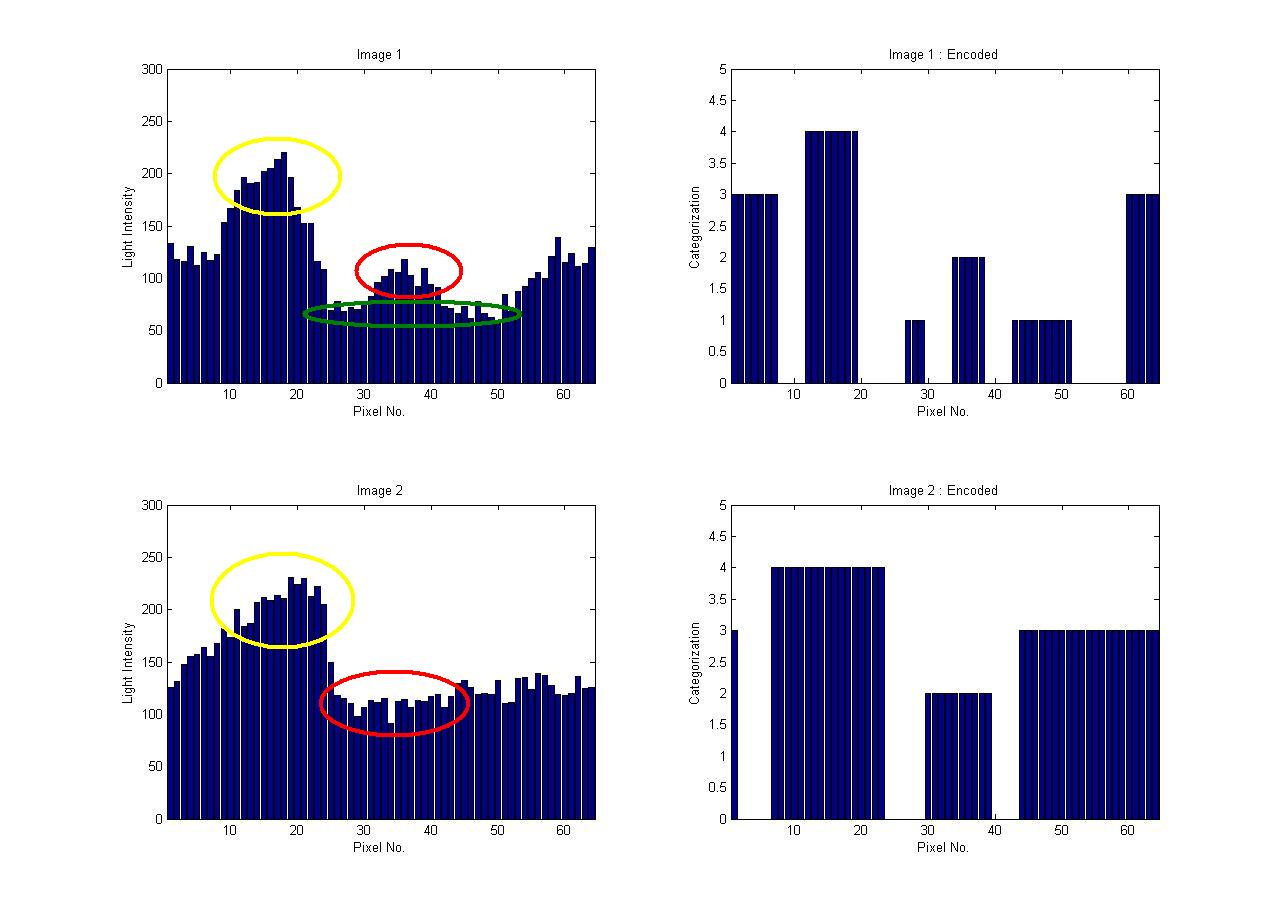 Image 1
300
250
200
150
100
50
0
Light Intensity
10 20 30 40 50 60
Pixel No.
Image 1 : Encoded
5
4.5
4
3.5
3
2.5
2
1.5
1
0.5
0
Categorization
10 20 30 40 50 60
Pixel No.
Image 2
300
250
200
150
100
50
0
Light Intensity
10 20 30 40 50 60
Pixel No.
Image 2 : Encoded
5
4.5
4
3.5
3
2.5
2
1.5
1
0.5
0
Categorization
10 20 30 40 50 60
Pixel No.